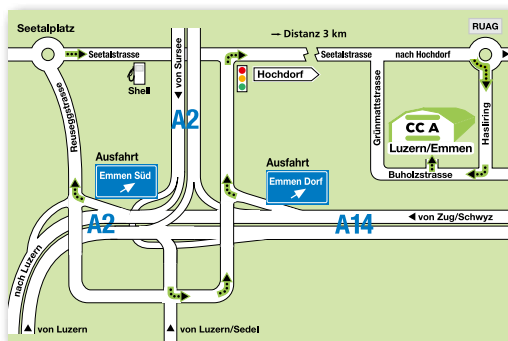 Seetalplatz
→ Distanz 3 km
RUAG
Seetalstrasse
Seetalstrasse
nach Hochdorf
Shell
von Sursee
Hochdorf
Reuseggstrasse
Grünmattstrasse
Hasliring
A2
CC A
Luzern/Emmen
Ausfahrt
Emmen Süd
Ausfahrt
Emmen Dorf
Buholzstrasse
A2
A14
von Zug/Schwyz
nach Luzern
von Luzern
von Luzern/Sedel